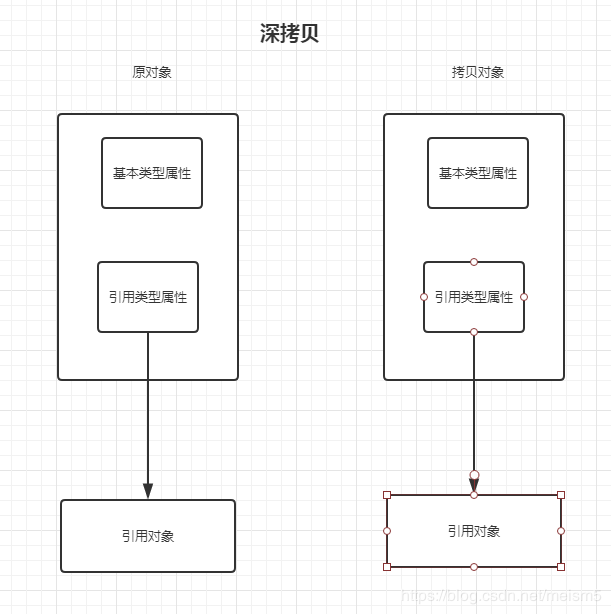 深拷贝
原对象
拷贝对象
基本类型属性
基本类型属性
引用类型属性
引用类型属性
引用对象
引用对象
https://blog.csdn.net/meism5